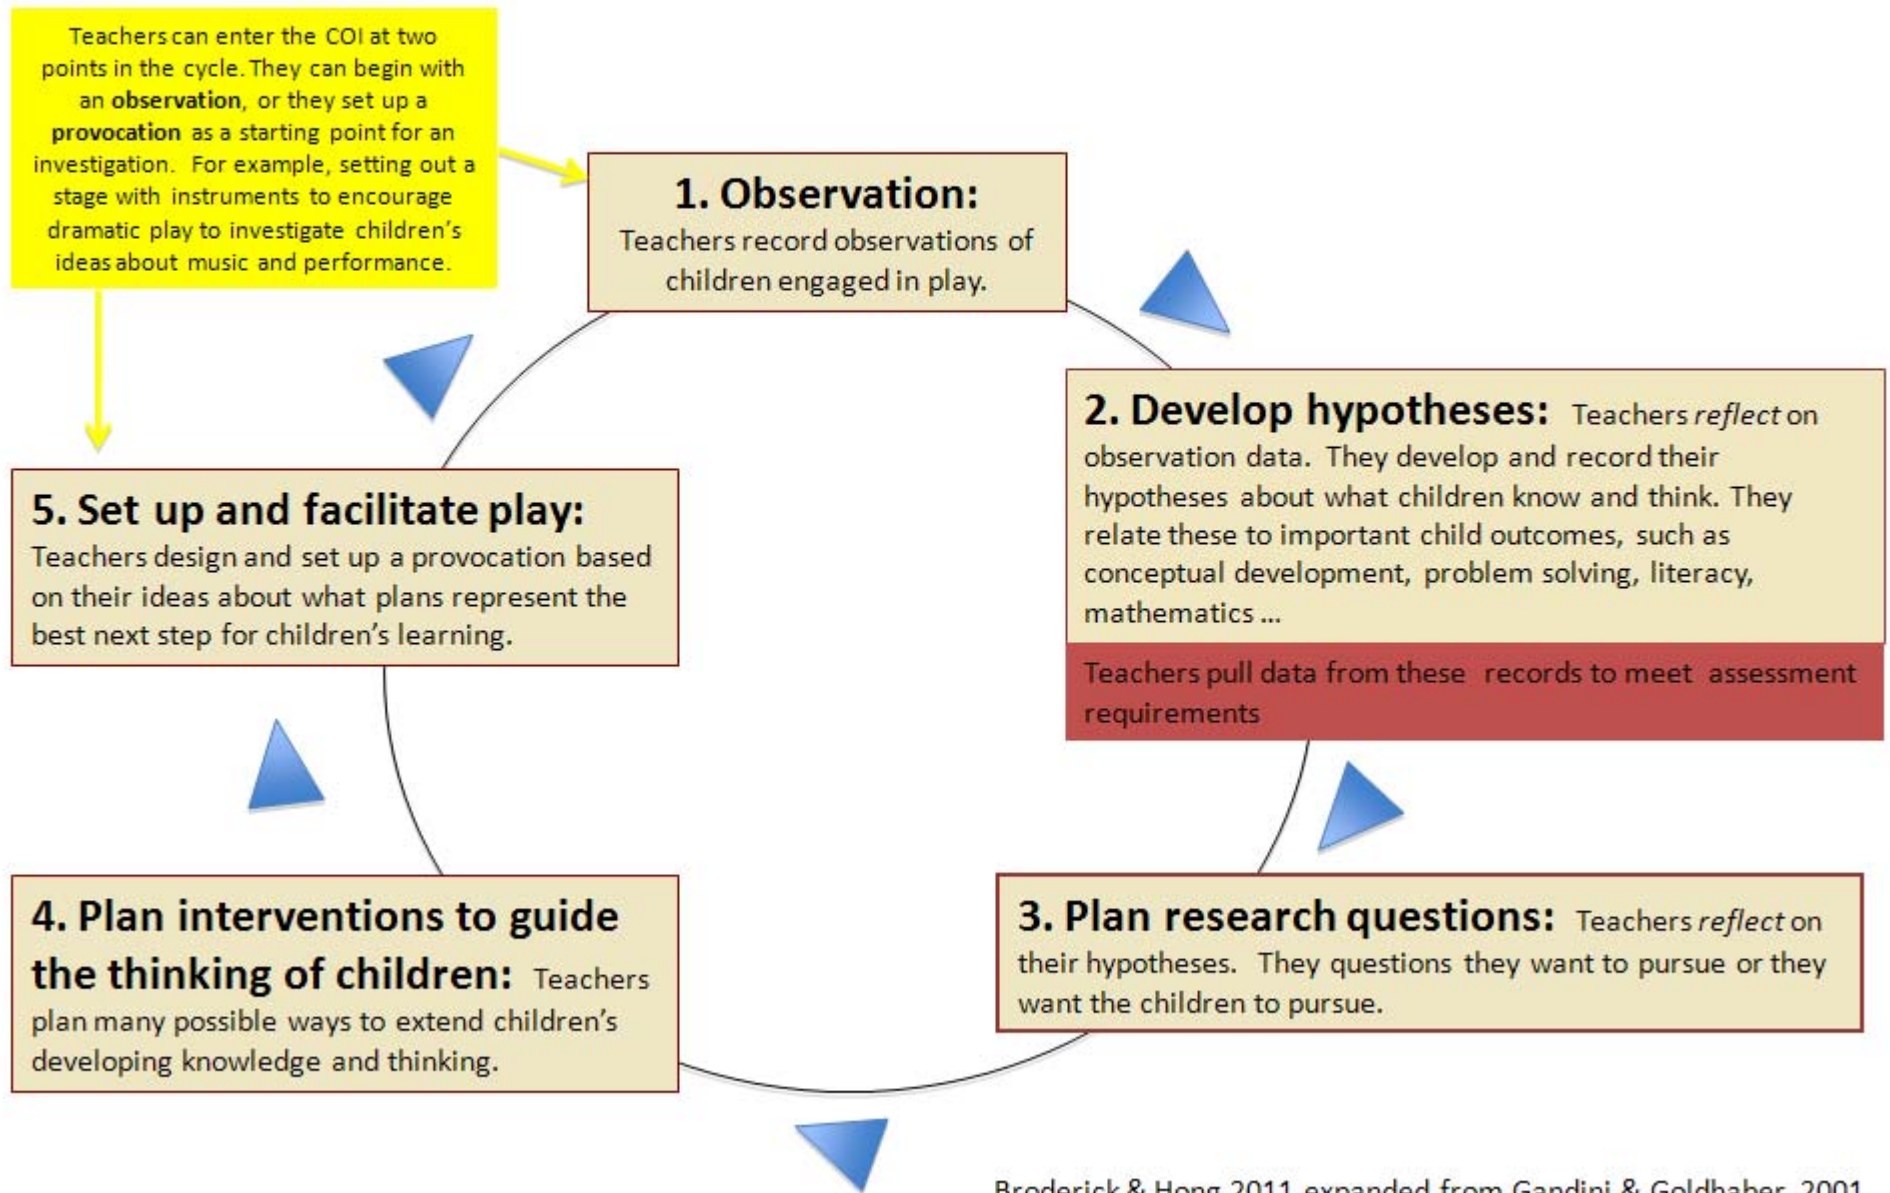 Teachers can enter the COI at two
points in the cycle. They can begin with
an observation, or they set up a
provocation as a starting point for an
investigation. For example, setting out a
stage with instruments to encourage
dramatic play to investigate children's
ideas about music and performance.
1. Observation:
Teachers record observations of
children engaged in play.
2. Develop hypotheses: Teachers reflect on
observation data. They develop and record their
hypotheses about what children know and think. They
relate these to important child outcomes, such as
conceptual development, problem solving, literacy,
mathematics ...
Teachers pull data from these records to meet assessment
requirements
3. Plan research questions: Teachers reflect on
their hypotheses. They questions they want to pursue or they
want the children to pursue.
4. Plan interventions to guide
the thinking of children: Teachers
plan many possible ways to extend children's
developing knowledge and thinking.
5. Set up and facilitate play:
Teachers design and set up a provocation based
on their ideas about what plans represent the
best next step for children's learning.
Broderick & Hong 2011 expanded from Gandini & Goldhaber, 2001